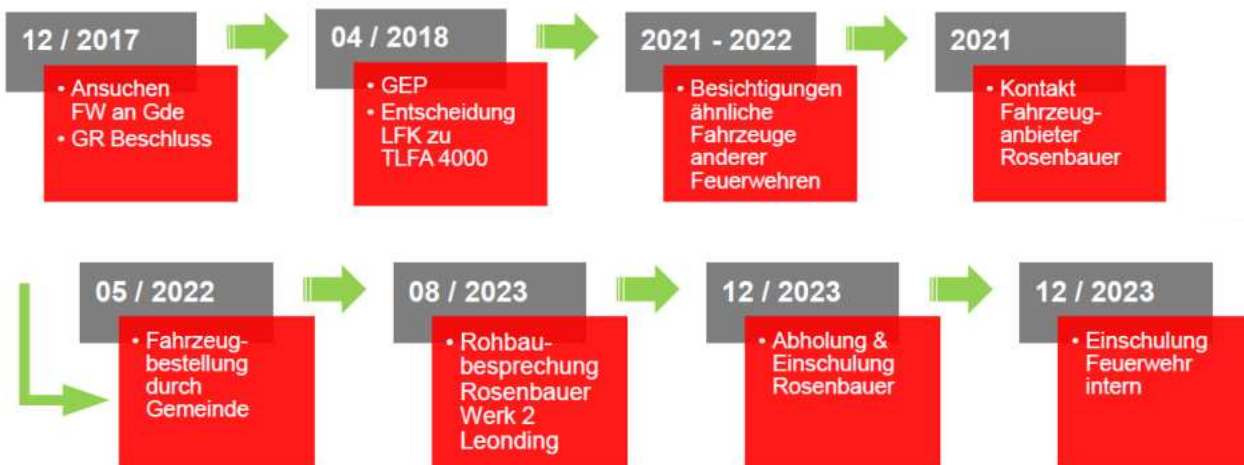 12 / 2017
• Ansuchen
FW an Gde
• GR Beschluss
04 / 2018
• GEP
• Entscheidung
LFK zu
TLFA 4000
2021 - 2022
• Besichtigungen
ähnliche
Fahrzeuge
anderer
Feuerwehren
2021
• Kontakt
Fahrzeug-
anbieter
Rosenbauer
05 / 2022
• Fahrzeug-
bestellung
durch
Gemeinde
08 / 2023
• Rohbau-
besprechung
Rosenbauer
Werk 2
Leonding
12 / 2023
• Abholung &
Einschulung
Rosenbauer
12 / 2023
• Einschulung
Feuerwehr
intern